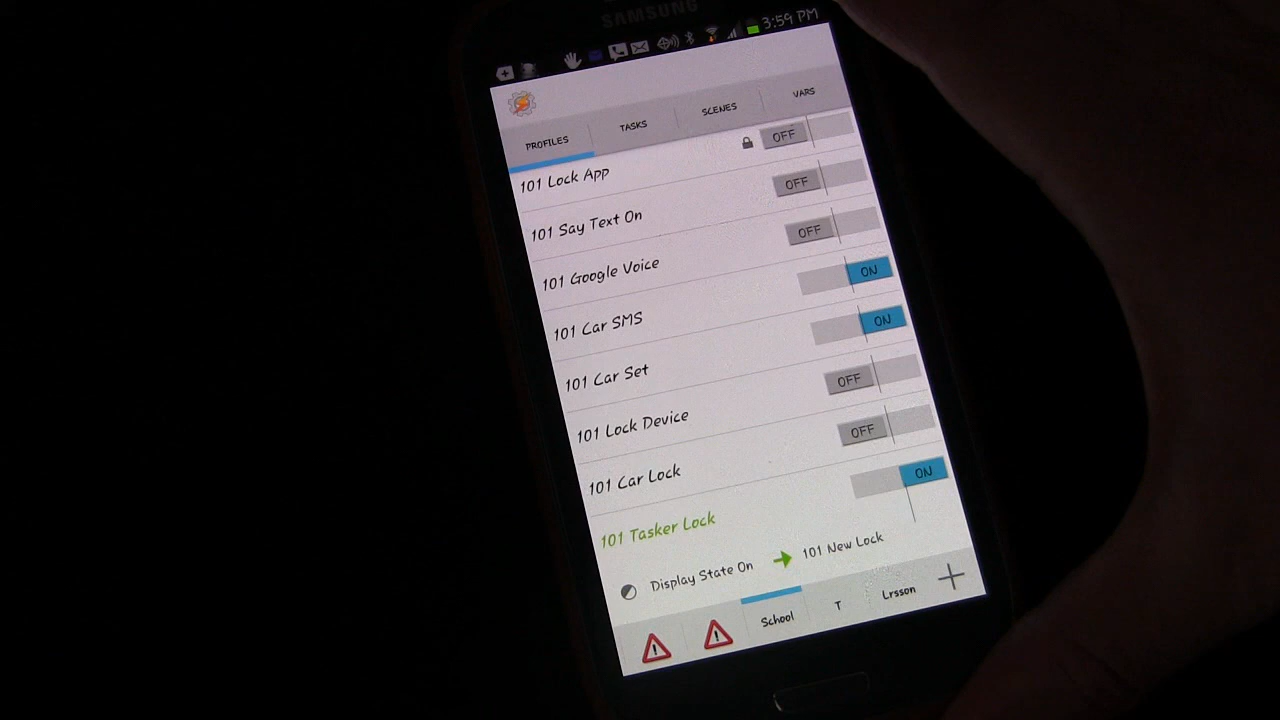 SAMSUNG
3:59 PM
PROFILES TASKS SCENES VARS
OFF
101 Lock App OFF
101 Say Text On OFF
101 Google Voice ON
101 Car SMS ON
101 Car Set OFF
101 Lock Device OFF
101 Car Lock ON
101 Tasker Lock
Display State On 101 New Lock
School T Lrsson